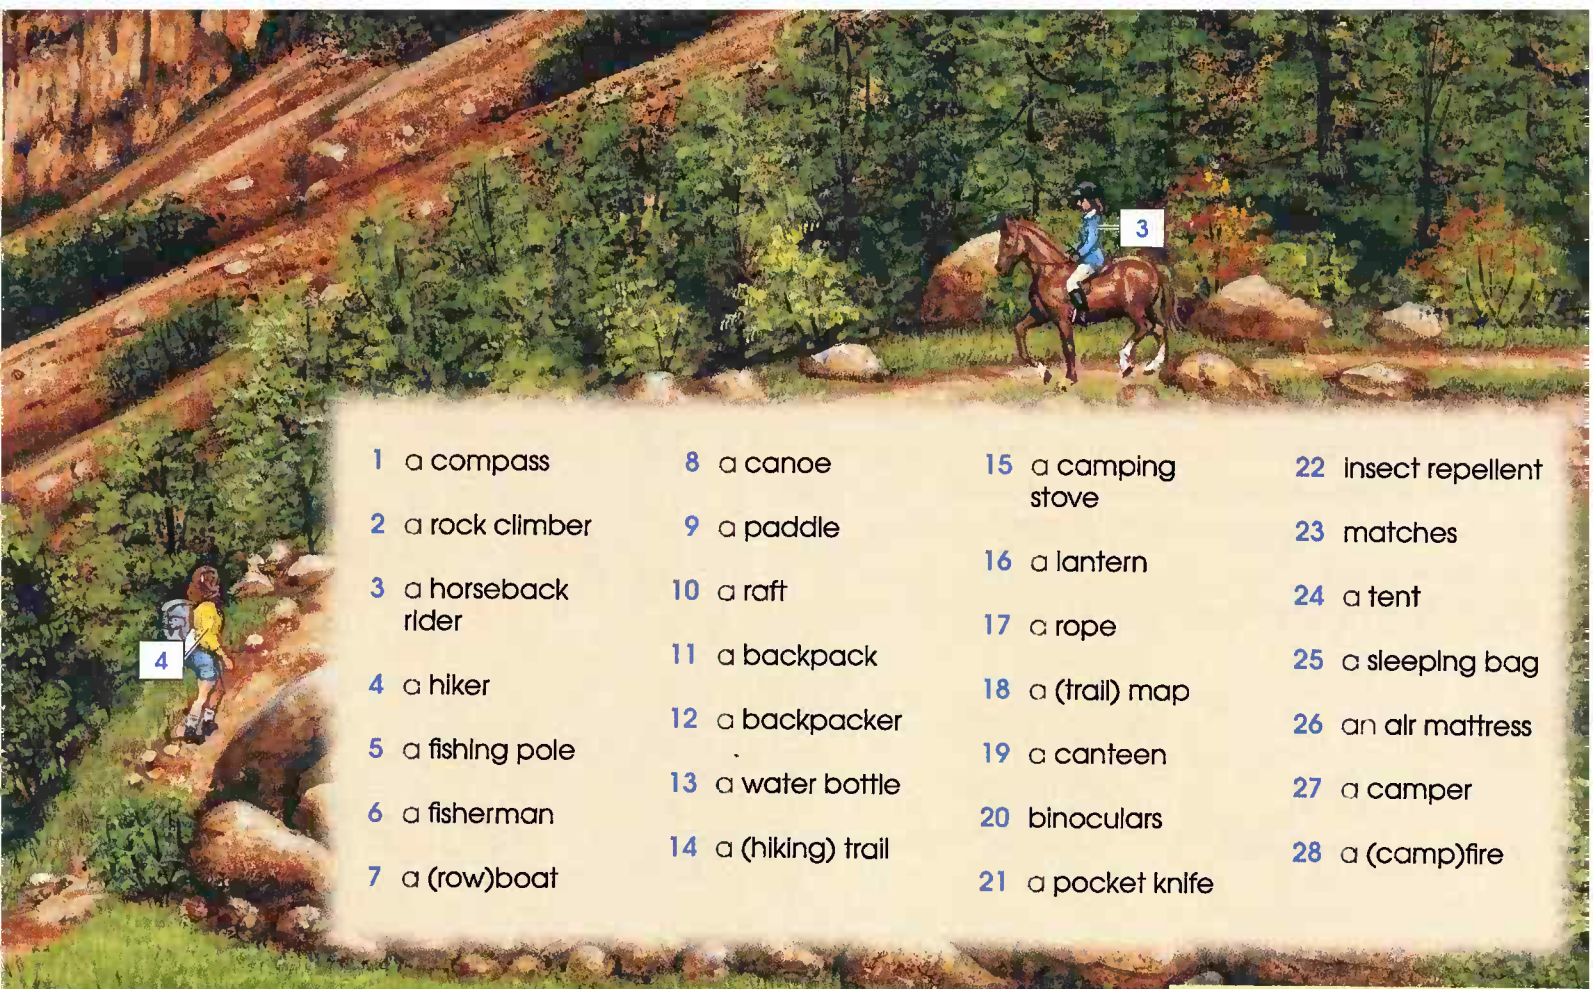 3
4
1 a compass
2 a rock climber
3 a horseback
rider
4 a hiker
5 a fishing pole
6 a fisherman
7 a (row)boat
8 a canoe
9 a paddle
10 a raft
11 a backpack
12 a backpacker
13 a water bottle
14 a (hiking) trail
15 a camping
stove
16 a lantern
17 a rope
18 a (trail) map
19 a canteen
20 binoculars
21 a pocket knife
22 insect repellent
23 matches
24 a tent
25 a sleeping bag
26 an air mattress
27 a camper
28 a (camp)fire